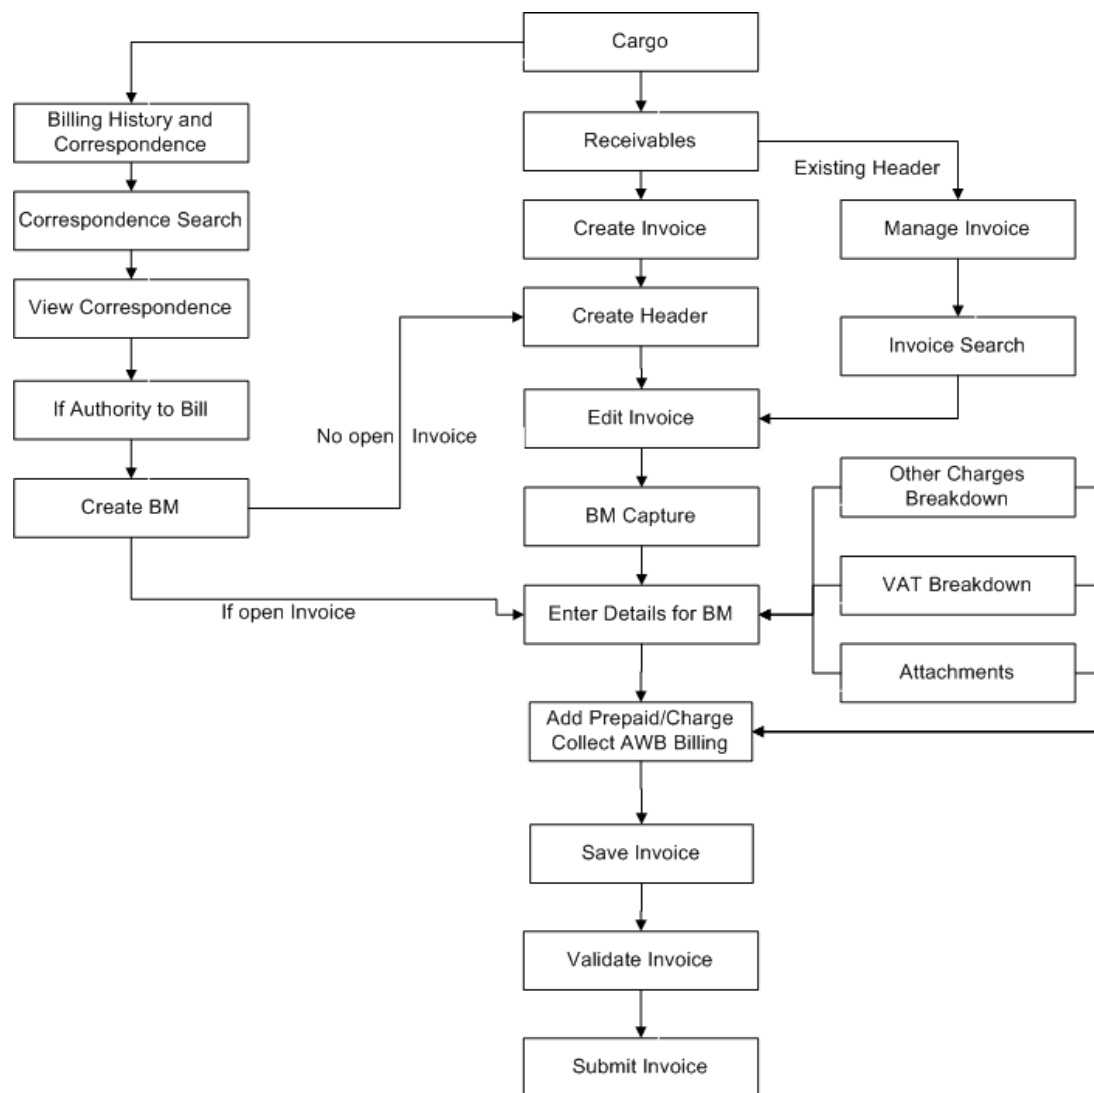 Cargo
Billing History and
Correspondence
Receivables
Existing Header
Correspondence Search
Create Invoice
Manage Invoice
View Correspondence
Create Header
Invoice Search
If Authority to Bill
Edit Invoice
No open Invoice
Other Charges
Breakdown
Create BM
BM Capture
VAT Breakdown
If open Invoice
Enter Details for BM
Attachments
Add Prepaid/Charge
Collect AWB Billing
Save Invoice
Validate Invoice
Submit Invoice